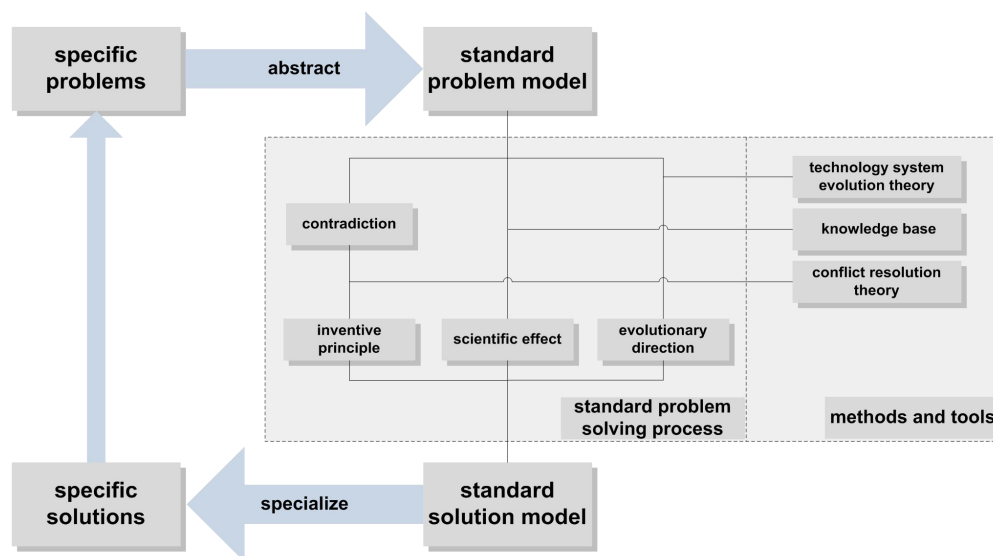 specific
problems
abstract
standard
problem model
technology system
evolution theory
contradiction
knowledge base
conflict resolution
theory
inventive
principle
scientific effect
evolutionary
direction
standard problem
solving process
methods and tools
specific
solutions
specialize
standard
solution model